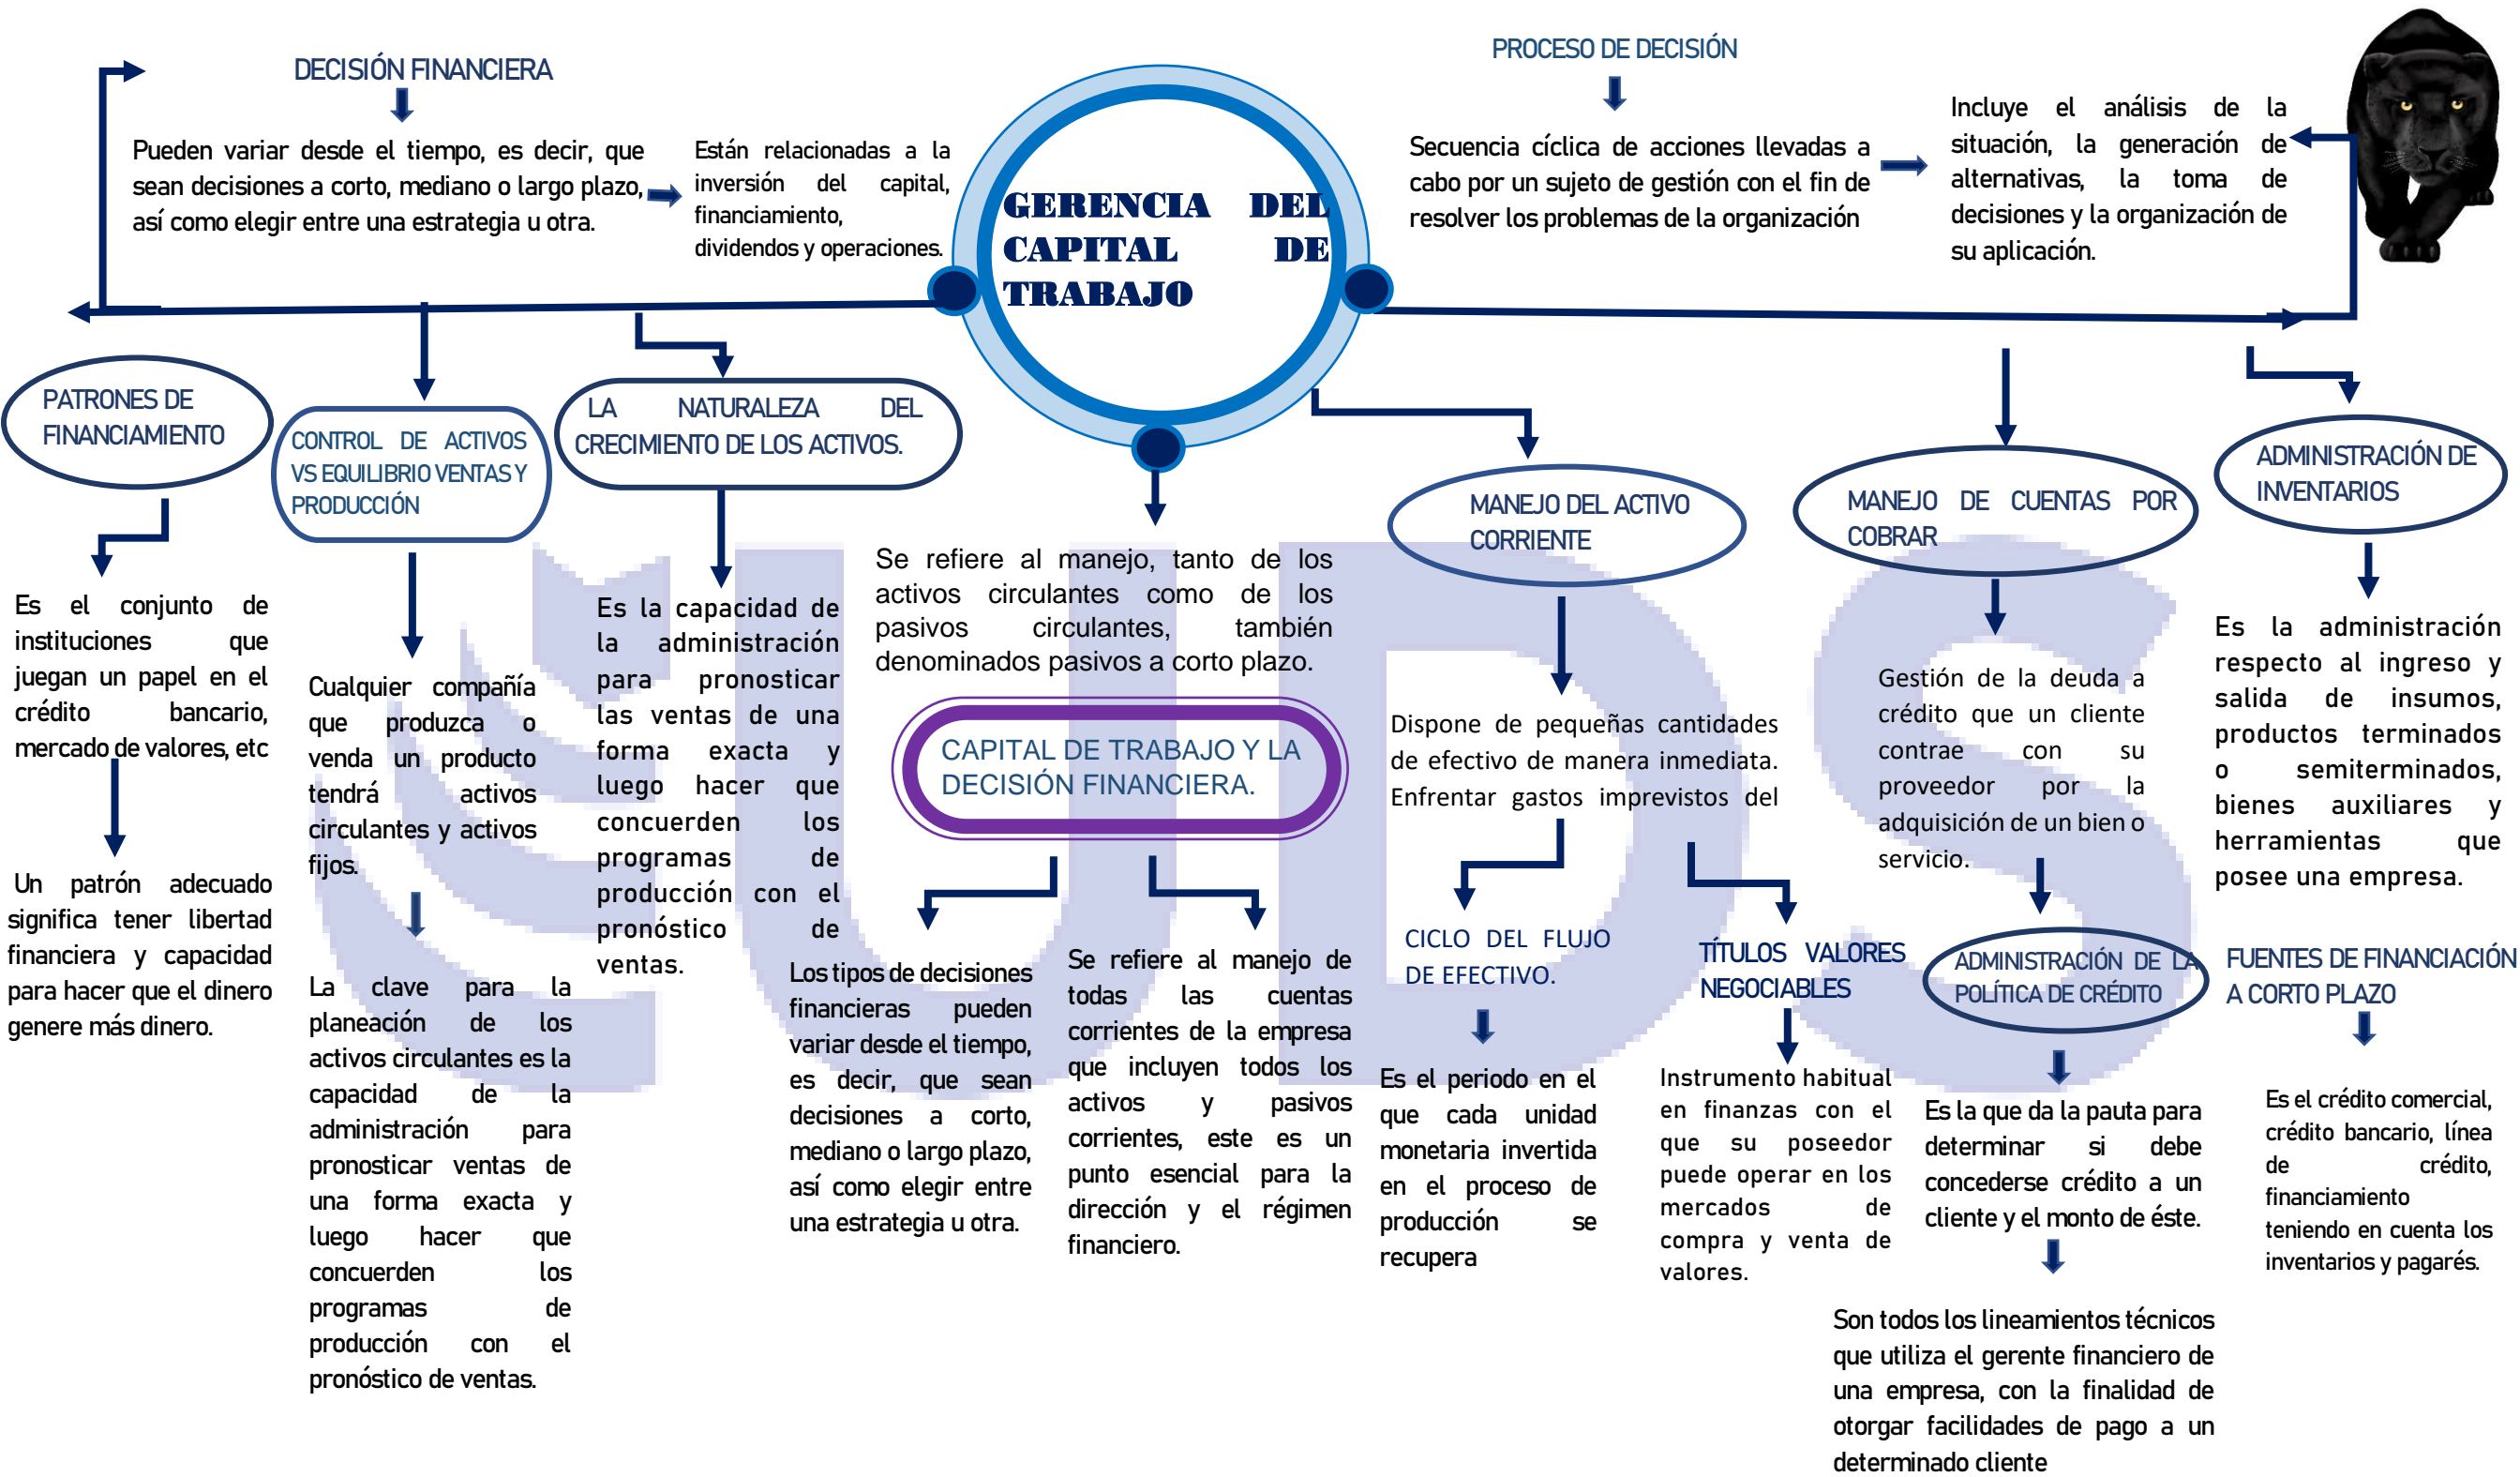 DECISIÓN FINANCIERA
Pueden variar desde el tiempo, es decir, que
sean decisiones a corto, mediano o largo plazo,
así como elegir entre una estrategia u otra.
Están relacionadas a la
inversión del capital,
financiamiento,
dividendos y operaciones.
GERENCIA DEL
CAPITAL DE
TRABAJO
PROCESO DE DECISIÓN
Secuencia cíclica de acciones llevadas a
cabo por un sujeto de gestión con el fin de
resolver los problemas de la organización
Incluye el análisis de la
situación, la generación de
alternativas, la toma de
decisiones y la organización de
su aplicación.
PATRONES DE
FINANCIAMIENTO
Es el conjunto de
instituciones que
juegan un papel en el
crédito bancario,
mercado de valores, etc
Un patrón adecuado
significa tener libertad
financiera y capacidad
para hacer que el dinero
genere más dinero.
CONTROL DE ACTIVOS
VS EQUILIBRIO VENTAS Y
PRODUCCIÓN
Cualquier compañía
que produzca o
venda un producto
tendrá activos
circulantes y activos
fijos.
La clave para la
planeación de los
activos circulantes es la
capacidad de la
administración para
pronosticar ventas de
una forma exacta y
luego hacer que
concuerden los
programas de
producción con el
pronóstico de ventas.
LA NATURALEZA DEL
CRECIMIENTO DE LOS ACTIVOS.
Es la capacidad de
la administración
para pronosticar
las ventas de una
forma exacta y
luego hacer que
concuerden los
programas de
producción con el
pronóstico de
ventas.
Se refiere al manejo, tanto de los
activos circulantes como de los
pasivos circulantes, también
denominados pasivos a corto plazo.
CAPITAL DE TRABAJO Y LA
DECISIÓN FINANCIERA.
Los tipos de decisiones
financieras pueden
variar desde el tiempo,
es decir, que sean
decisiones a corto,
mediano o largo plazo,
así como elegir entre
una estrategia u otra.
Se refiere al manejo de
todas las cuentas
corrientes de la empresa
que incluyen todos los
activos y pasivos
corrientes, este es un
punto esencial para la
dirección y el régimen
financiero.
MANEJO DEL ACTIVO
CORRIENTE
Dispone de pequeñas cantidades
de efectivo de manera inmediata.
Enfrentar gastos imprevistos del
CICLO DEL FLUJO
DE EFECTIVO.
Es el periodo en el
que cada unidad
monetaria invertida
en el proceso de
producción se
recupera
TÍTULOS VALORES
NEGOCIABLES
Instrumento habitual
en finanzas con el
que su poseedor
puede operar en los
mercados de
compra y venta de
valores.
MANEJO DE CUENTAS POR
COBRAR
Gestión de la deuda a
crédito que un cliente
contrae con su
proveedor por la
adquisición de un bien o
servicio.
ADMINISTRACIÓN DE LA
POLÍTICA DE CRÉDITO
Es la que da la pauta para
determinar si debe
concederse crédito a un
cliente y el monto de éste.
Son todos los lineamientos técnicos
que utiliza el gerente financiero de
una empresa, con la finalidad de
otorgar facilidades de pago a un
determinado cliente
ADMINISTRACIÓN DE
INVENTARIOS
Es la administración
respecto al ingreso y
salida de insumos,
productos terminados
o semiterminados,
bienes auxiliares y
herramientas que
posee una empresa.
FUENTES DE FINANCIACIÓN
A CORTO PLAZO
Es el crédito comercial,
crédito bancario, línea
de crédito,
financiamiento
teniendo en cuenta los
inventarios y pagarés.
UDS